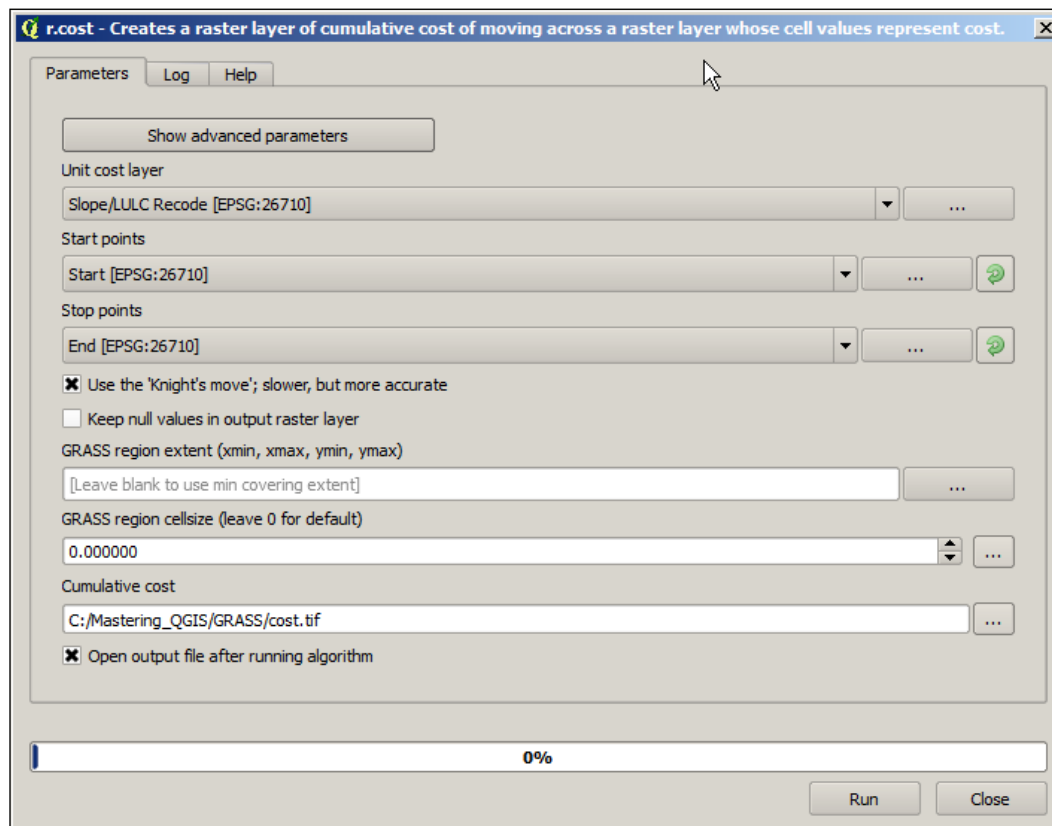 r.cost - Creates a raster layer of cumulative cost of moving across a raster layer whose cell values represent cost.
Parameters Log Help
Show advanced parameters
Unit cost layer
Slope/LULC Recode [EPSG:26710] ...
Start points
Start [EPSG:26710] ...
Stop points
End [EPSG:26710] ...
Use the 'Knight's move'; slower, but more accurate
Keep null values in output raster layer
GRASS region extent (xmin, xmax, ymin, ymax)
[Leave blank to use min covering extent] ...
GRASS region cellsize (leave 0 for default)
0.000000 ...
Cumulative cost
C:/Mastering_QGIS/GRASS/cost.tif ...
Open output file after running algorithm
0%
Run Close